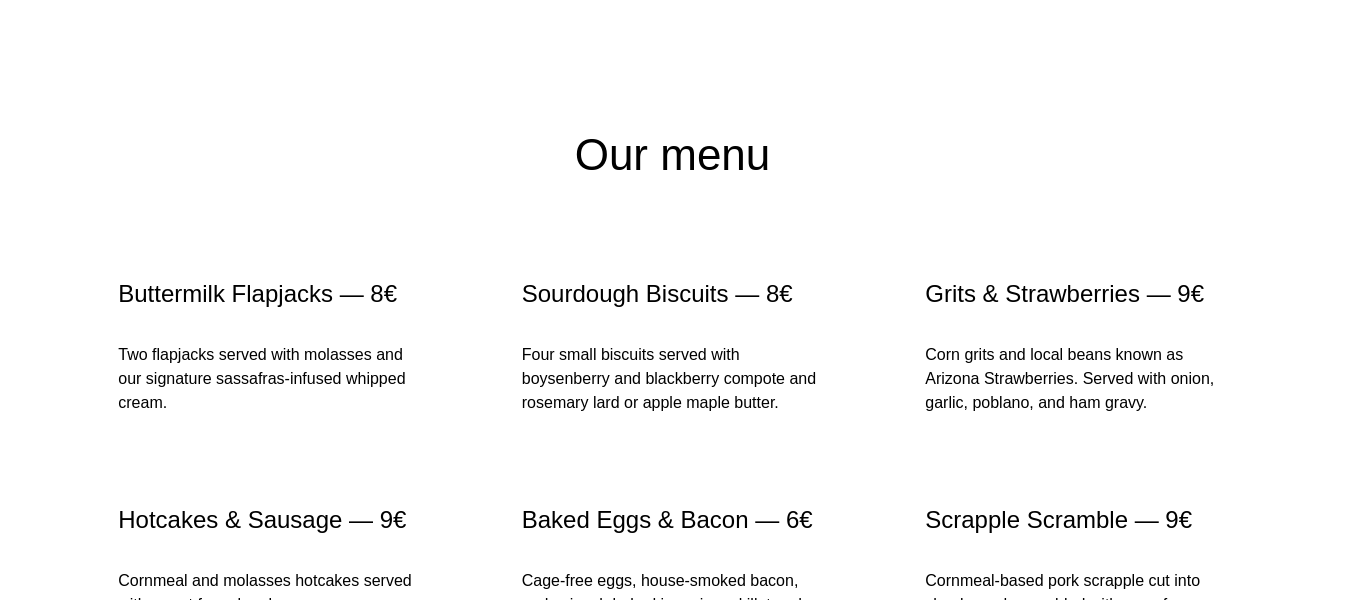 Our menu
Buttermilk Flapjacks — 8€
Two flapjacks served with molasses and
our signature sassafras-infused whipped
cream.
Sourdough Biscuits — 8€
Four small biscuits served with
boysenberry and blackberry compote and
rosemary lard or apple maple butter.
Grits & Strawberries — 9€
Corn grits and local beans known as
Arizona Strawberries. Served with onion,
garlic, poblano, and ham gravy.
Hotcakes & Sausage — 9€
Cornmeal and molasses hotcakes served
Baked Eggs & Bacon — 6€
Cage-free eggs, house-smoked bacon,
Scrapple Scramble — 9€
Cornmeal-based pork scrapple cut into